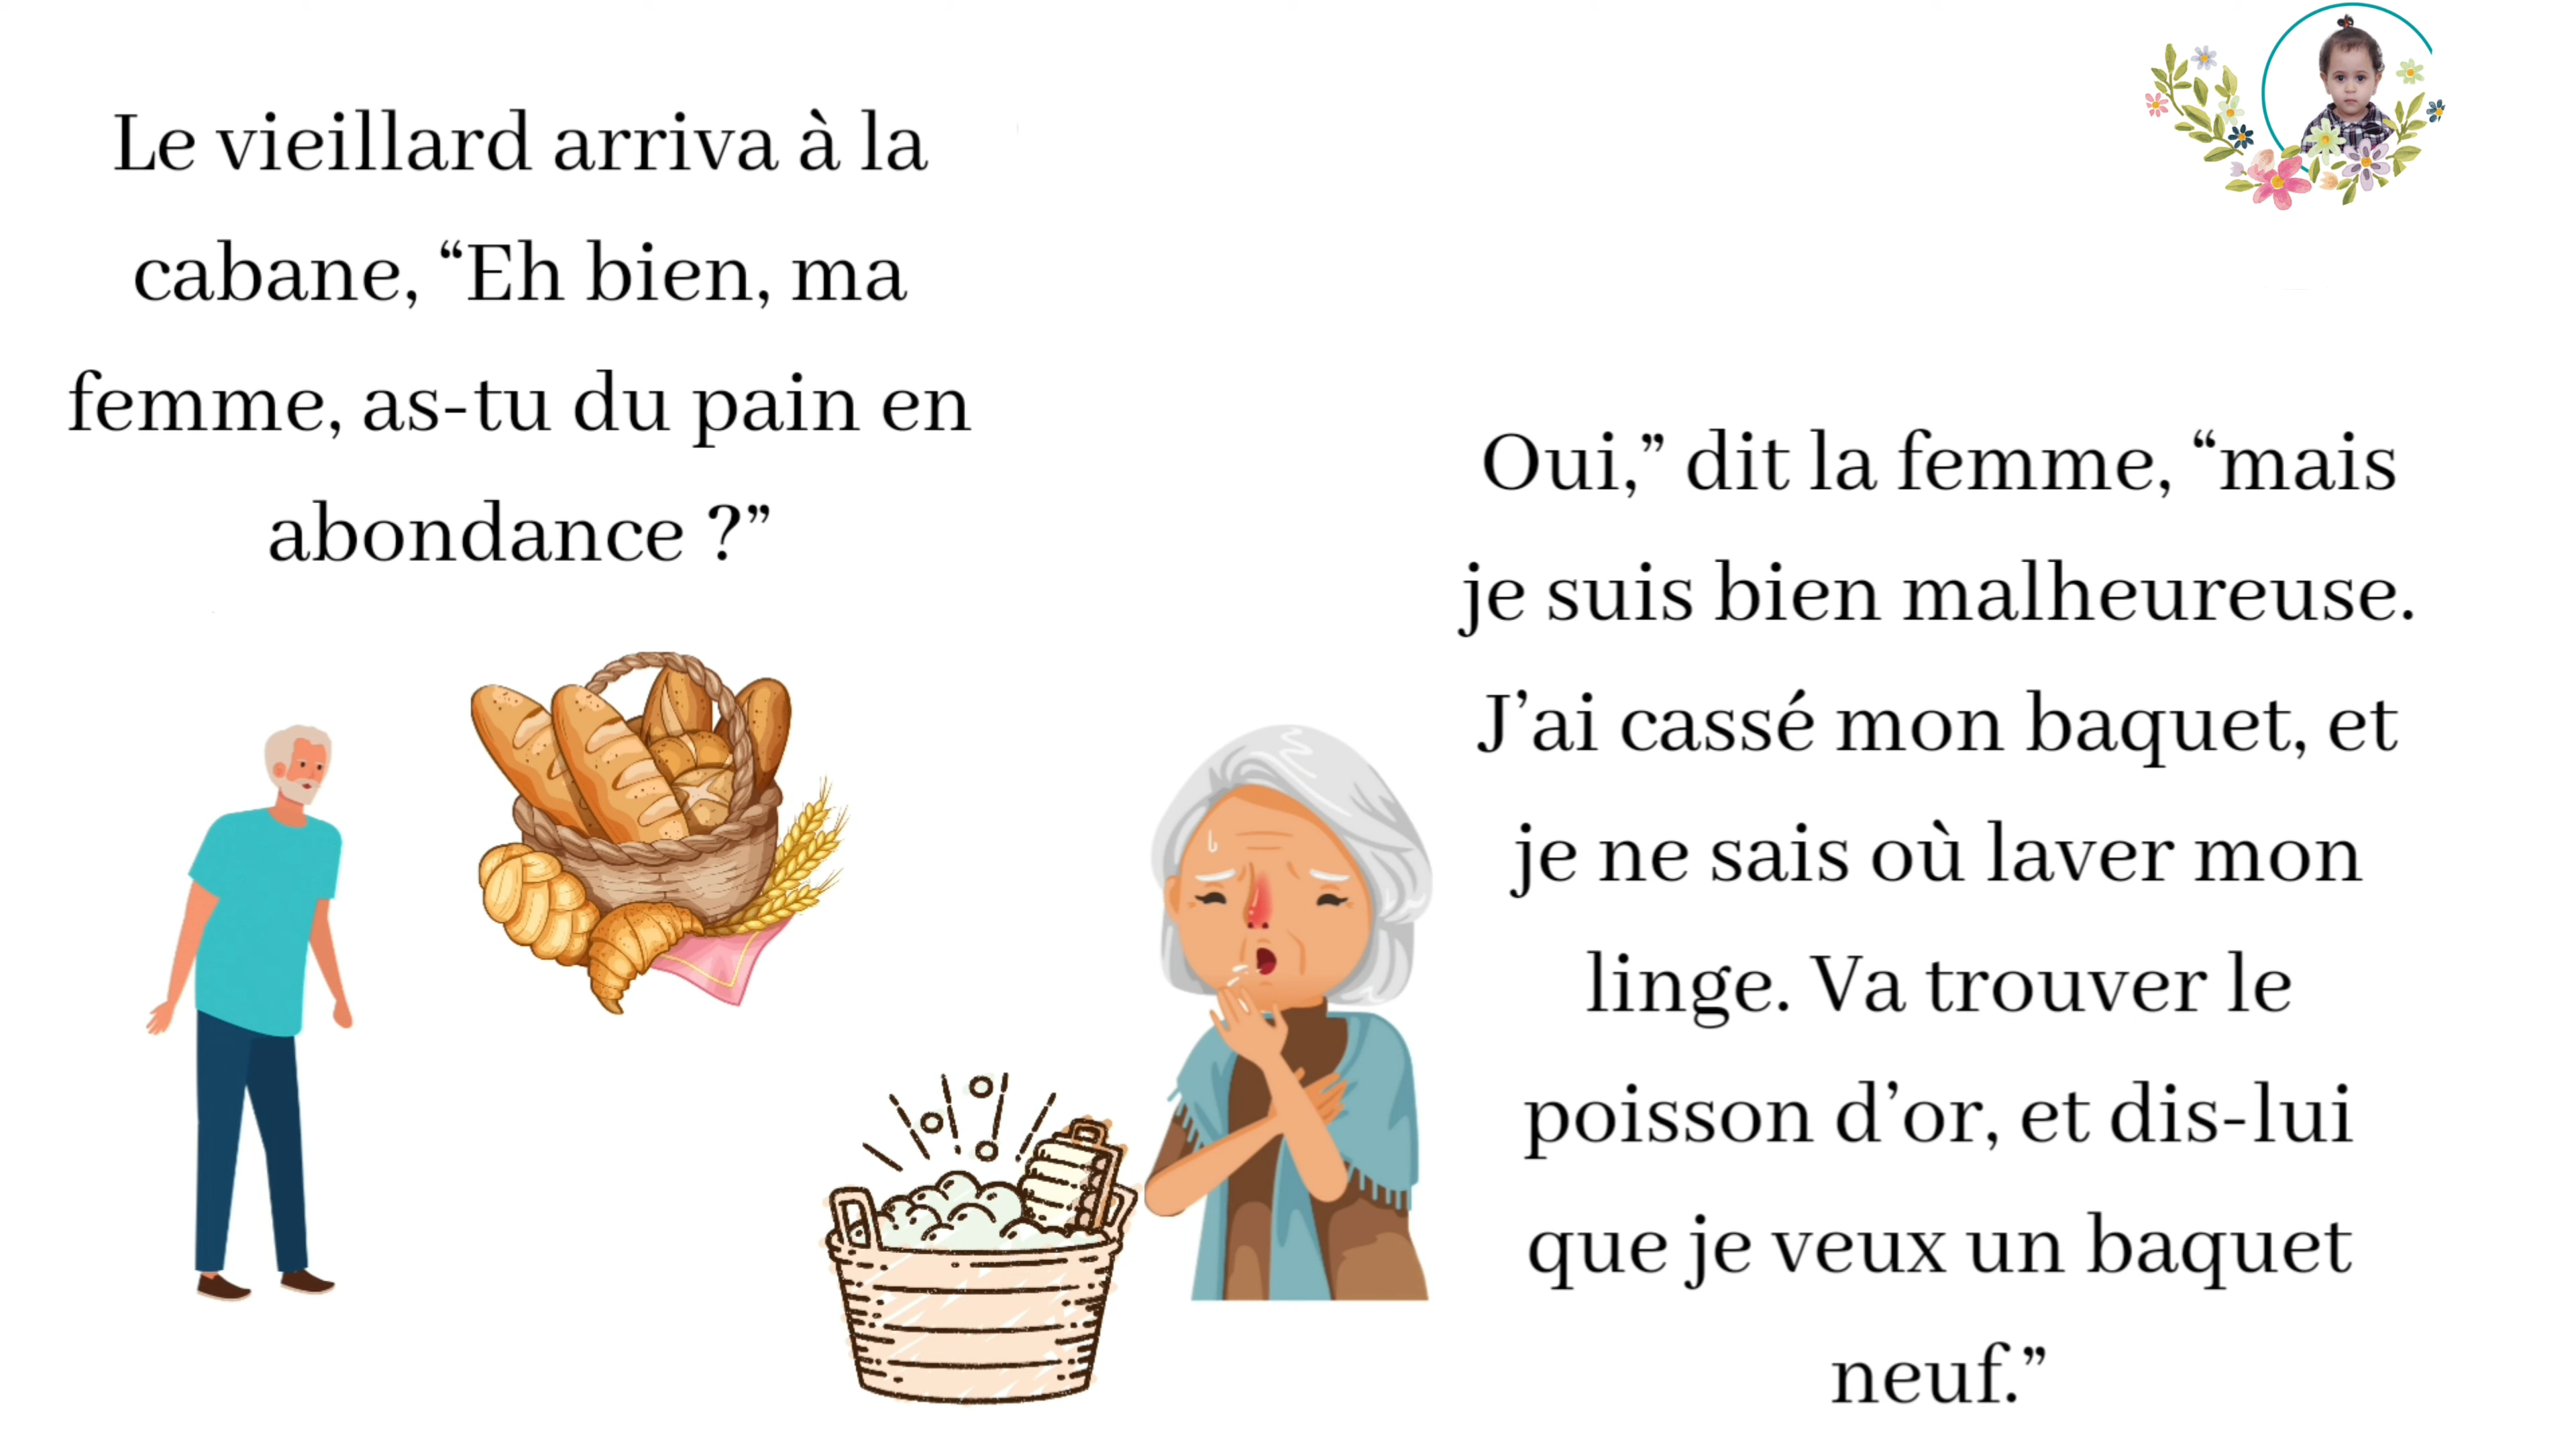 Le vieillard arriva à la
cabane, “Eh bien, ma
femme, as-tu du pain en
abondance ?”
Oui,” dit la femme, “mais
je suis bien malheureuse.
J’ai cassé mon baquet, et
je ne sais où laver mon
linge. Va trouver le
poisson d’or, et dis-lui
que je veux un baquet
neuf.”